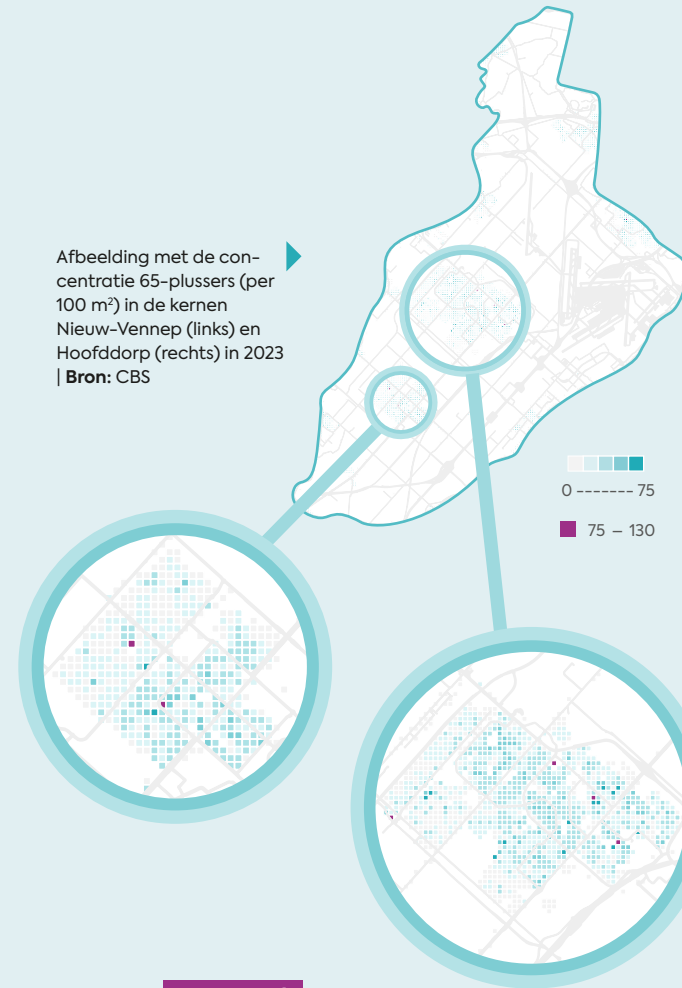 Afbeelding met de con-
centratie 65-plussers (per
100 m²) in de kernen
Nieuw-Vennep (links) en
Hoofddorp (rechts) in 2023
| Bron: CBS
0 ------- 75
75 – 130